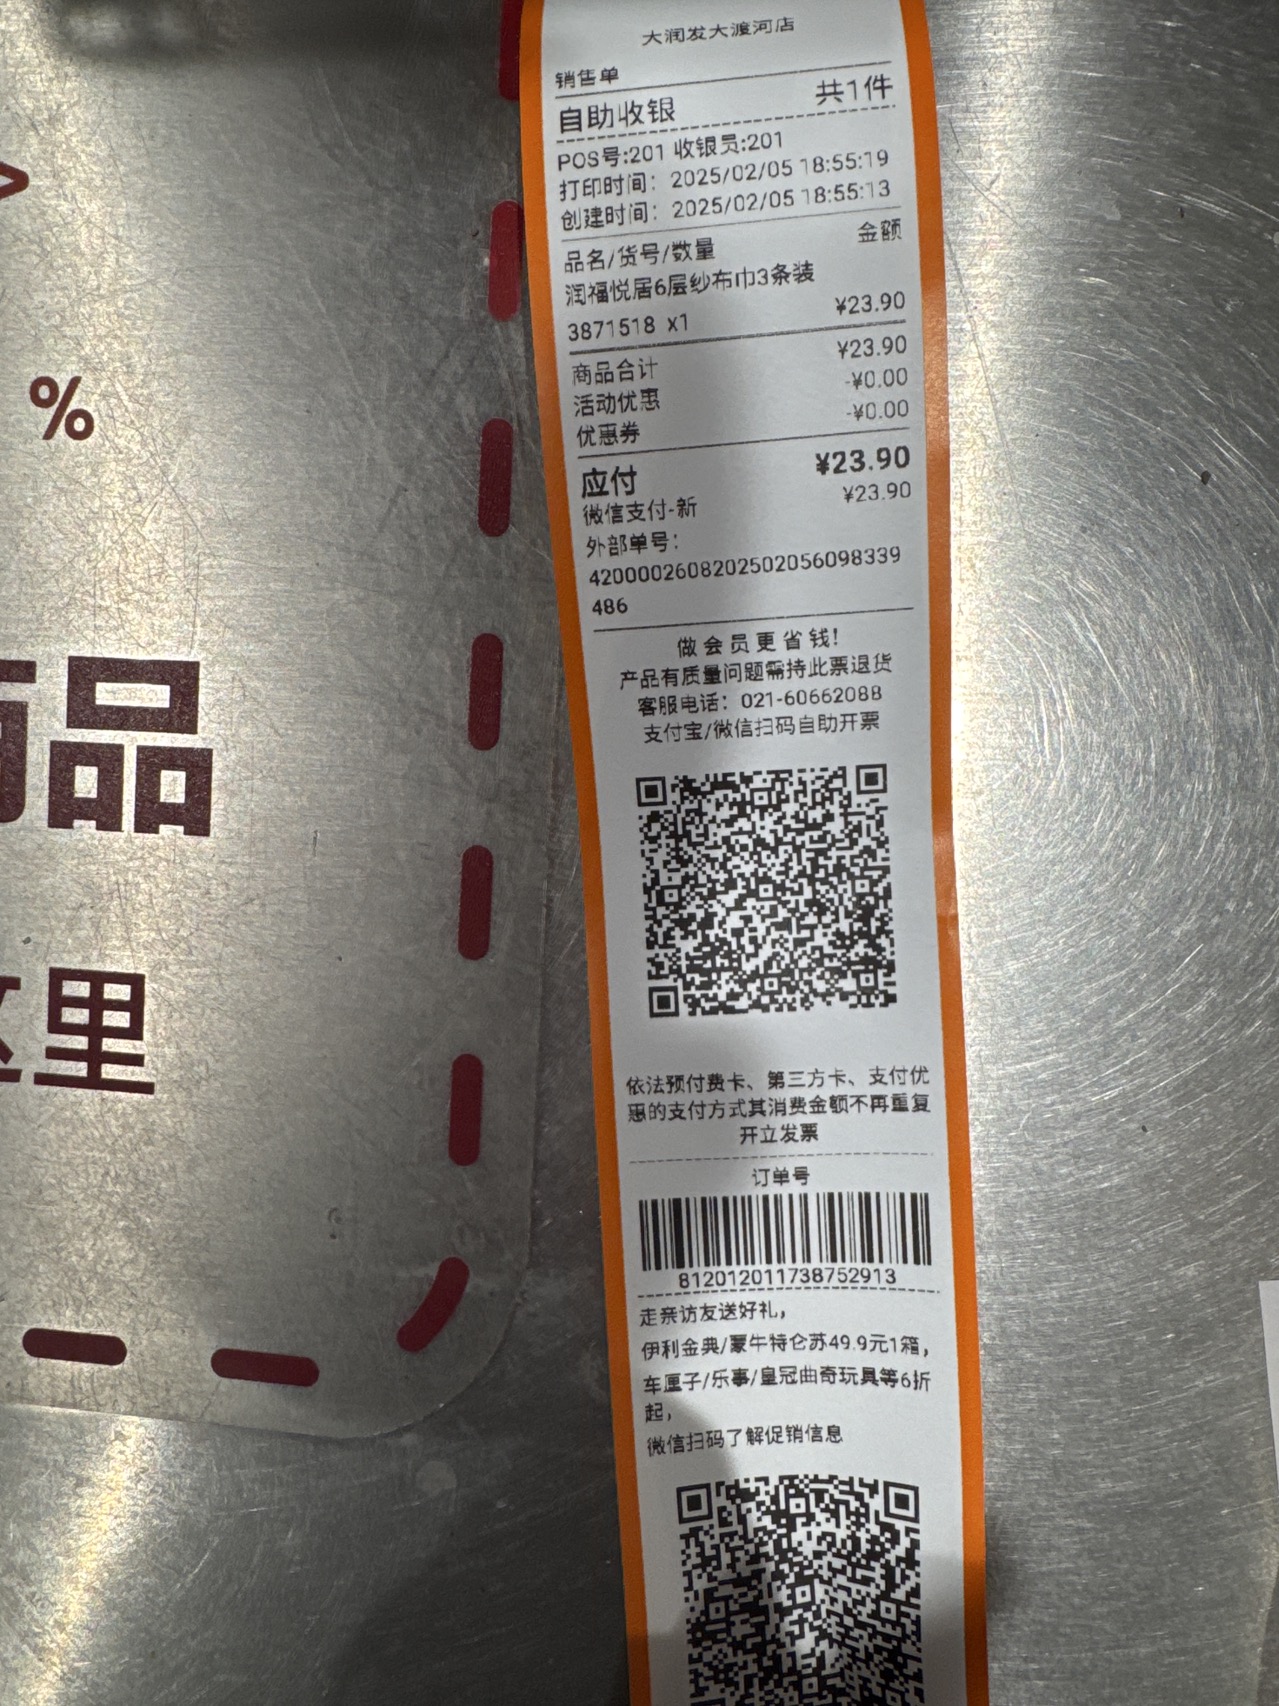 大润发大渡河店
销售单
自助收银 共1件
POS号:201 收银员:201
打印时间: 2025/02/05 18:55:19
创建时间: 2025/02/05 18:55:13
品名/货号/数量 金额
润福悦居6层纱布巾3条装
3871518 x1 ¥23.90
商品合计 ¥23.90
活动优惠 -¥0.00
优惠券 -¥0.00
应付 ¥23.90
微信支付-新 ¥23.90
外部单号:
4200002608202502056098339
486
做会员更省钱!
产品有质量问题需持此票退货
客服电话: 021-60662088
支付宝/微信扫码自助开票
依法预付费卡、第三方卡、支付优
惠的支付方式其消费金额不再重复
开立发票
订单号
812012011738752913
走亲访友送好礼,
伊利金典/蒙牛特仑苏49.9元1箱,
车厘子/乐事/皇冠曲奇玩具等6折
起,
微信扫码了解促销信息
%
品
里